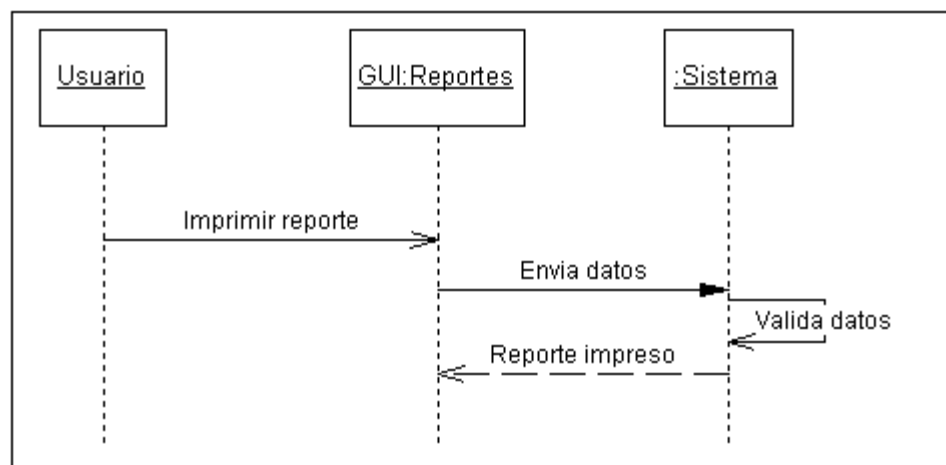 Usuario
GUI:Reportes
:Sistema
Imprimir reporte
Envia datos
Valida datos
Reporte impreso